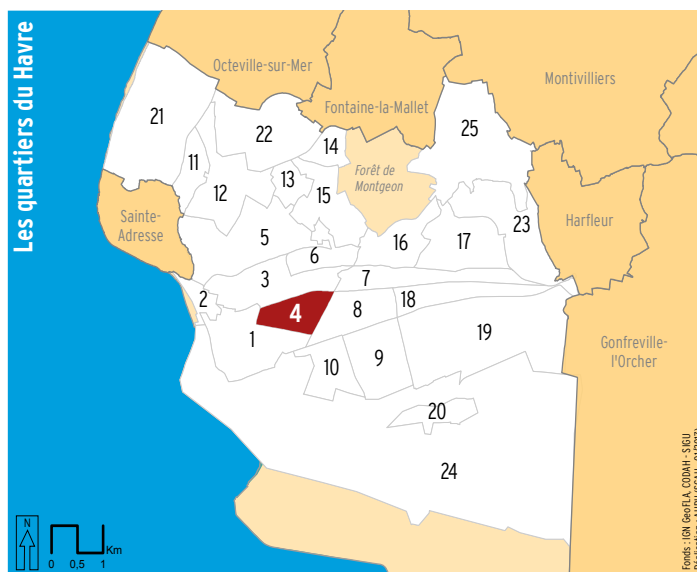 Les quartiers du Havre
Octeville-sur-Mer
Montivilliers
Fontaine-la-Mallet
21
22
25
14
11
Forêt de
Montgeon
13
12
15
Sainte-
Adresse
Harfleur
23
5
16
17
6
3
7
2
18
4
8
1
19
Gonfreville-
l'Orcher
9
10
20
24
N
0 0,5 1 Km
Fonds : IGN GeoFLA, CODAH - SIGU